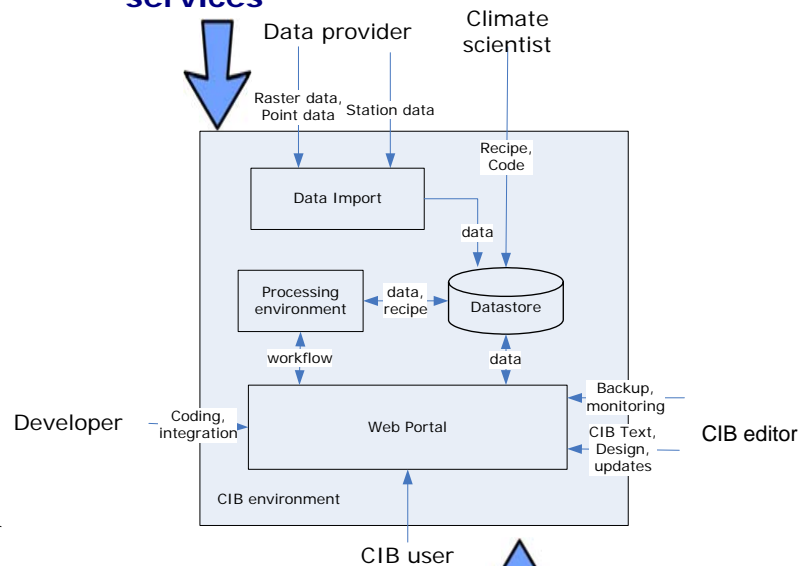 services
Data provider
Climate
scientist
Raster data,
Point data
Station data
Recipe,
Code
Data Import
data
Processing
environment
data,
recipe
Datastore
workflow
data
Developer
Coding,
integration
Web Portal
Backup,
monitoring
CIB Text,
Design,
updates
CIB editor
CIB environment
CIB user